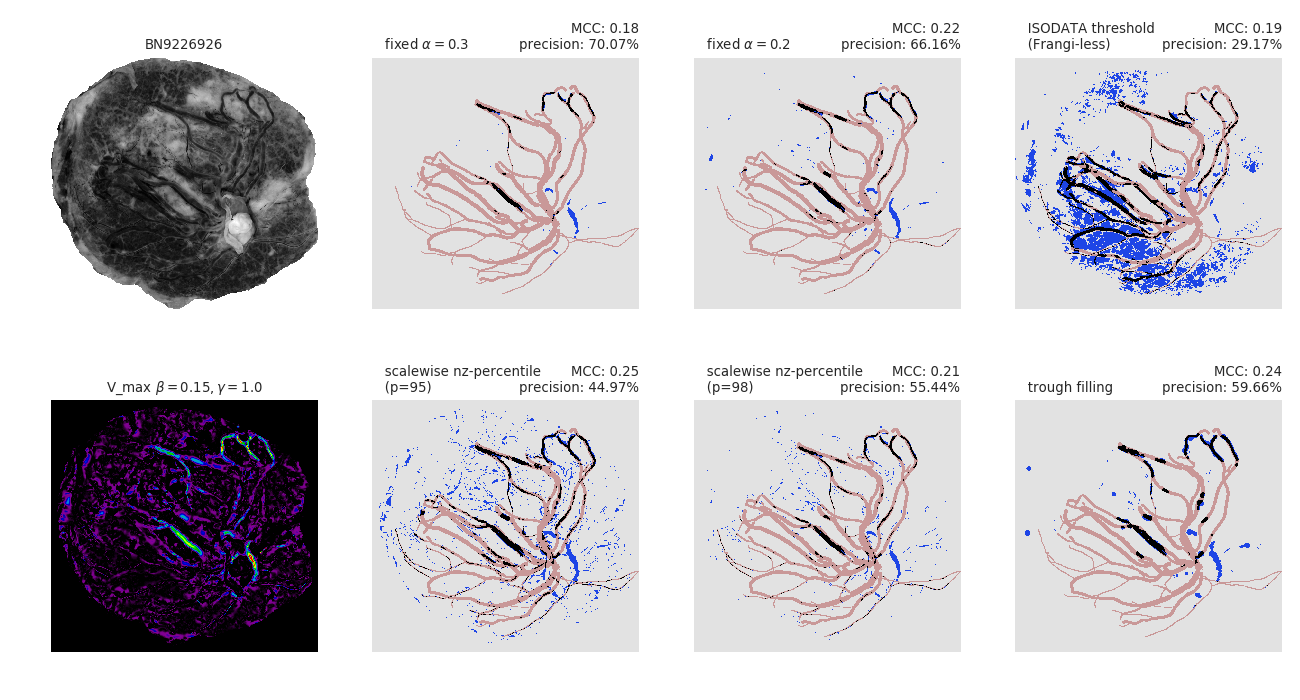 BN9226926
fixed α = 0.3
MCC: 0.18
precision: 70.07%
fixed α = 0.2
MCC: 0.22
precision: 66.16%
ISODATA threshold
(Frangi-less)
MCC: 0.19
precision: 29.17%
V_max β = 0.15, γ = 1.0
scalewise nz-percentile
(p=95)
MCC: 0.25
precision: 44.97%
scalewise nz-percentile
(p=98)
MCC: 0.21
precision: 55.44%
trough filling
MCC: 0.24
precision: 59.66%